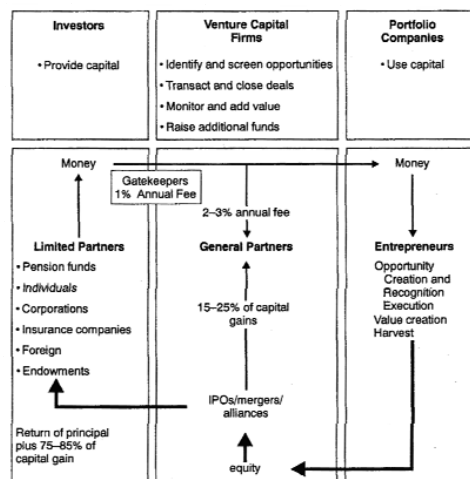 Investors
• Provide capital
Venture Capital
Firms
• Identify and screen opportunities
• Transact and close deals
• Monitor and add value
• Raise additional funds
Portfolio
Companies
• Use capital
Money
Gatekeepers
1% Annual Fee
Money
2–3% annual fee
Limited Partners
• Pension funds
• Individuals
• Corporations
• Insurance companies
• Foreign
• Endowments
Return of principal
plus 75–85% of
capital gain
General Partners
15–25% of capital
gains
IPOs/mergers/
alliances
equity
Entrepreneurs
Opportunity
Creation and
Recognition
Execution
Value creation
Harvest